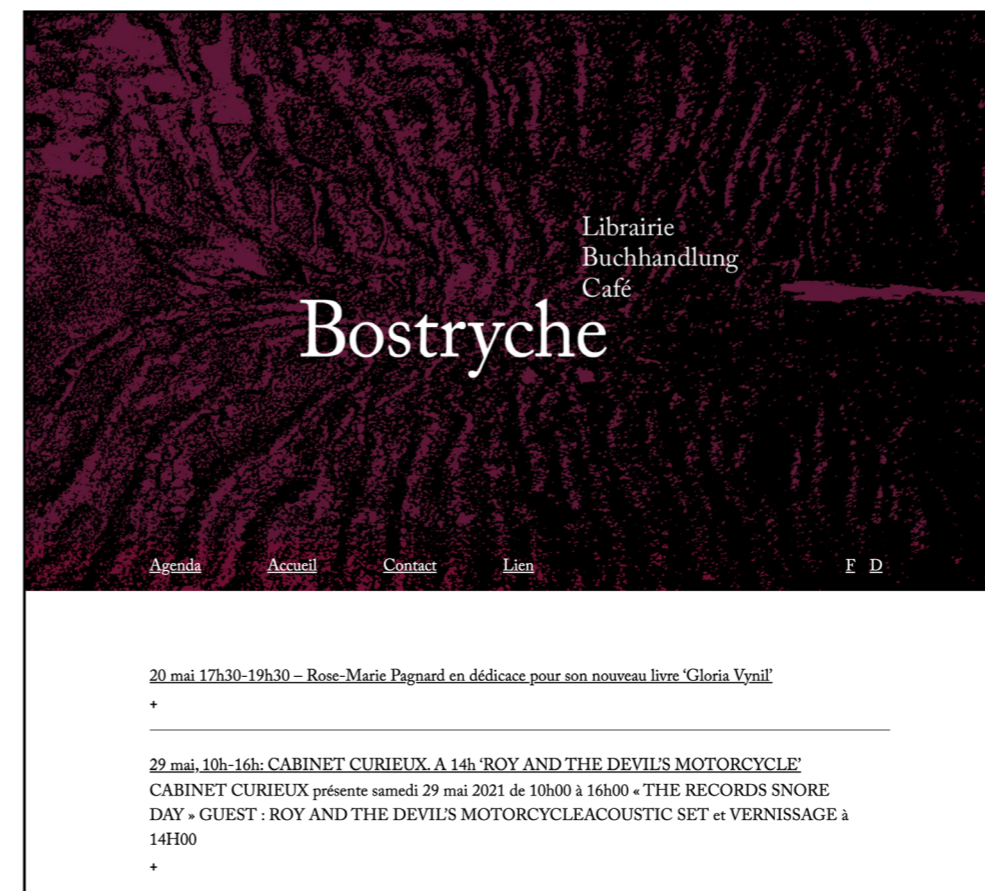 Librairie
Buchhandlung
Café
Bostryche
Agenda Accueil Contact Lien F D
20 mai 17h30-19h30 – Rose-Marie Pagnard en dédicace pour son nouveau livre ‘Gloria Vynil’
+
29 mai, 10h-16h: CABINET CURIEUX. A 14h ‘ROY AND THE DEVIL’S MOTORCYCLE’
CABINET CURIEUX présente samedi 29 mai 2021 de 10h00 à 16h00 « THE RECORDS SNORE
DAY » GUEST : ROY AND THE DEVIL’S MOTORCYCLEACOUSTIC SET et VERNISSAGE à
14H00
+